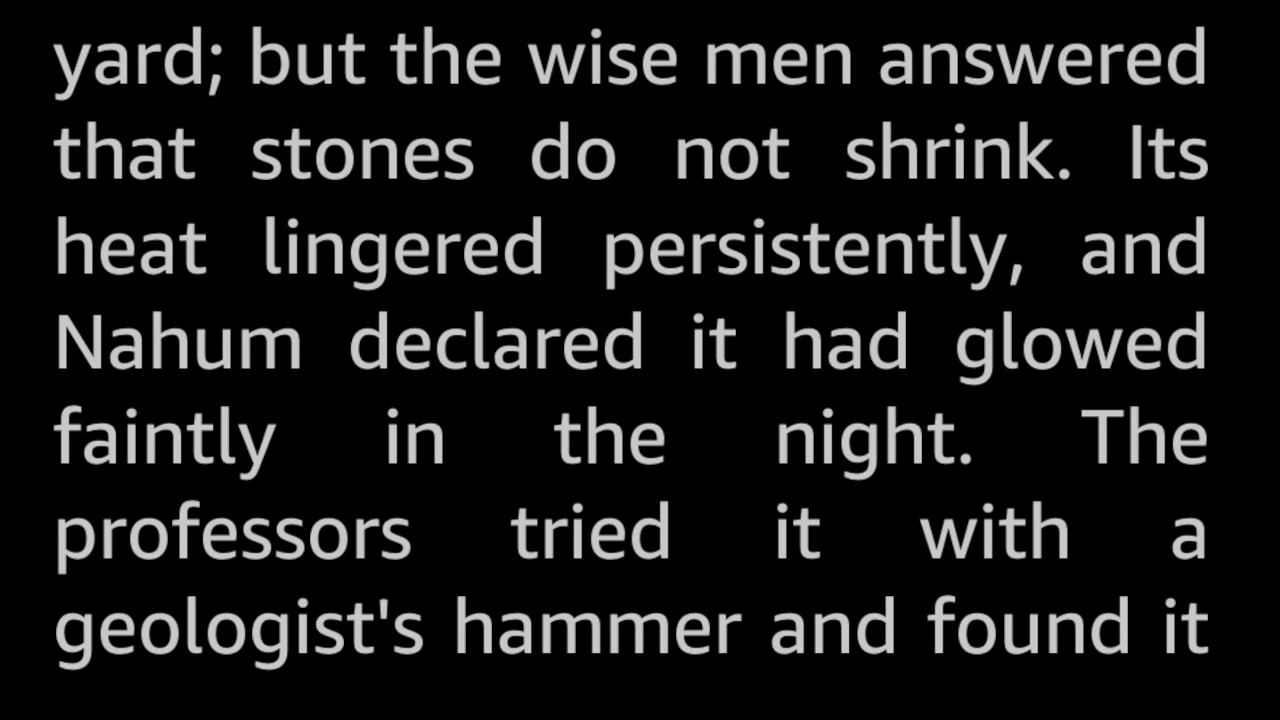 yard; but the wise men answered
that stones do not shrink. Its
heat lingered persistently, and
Nahum declared it had glowed
faintly in the night. The
professors tried it with a
geologist's hammer and found it